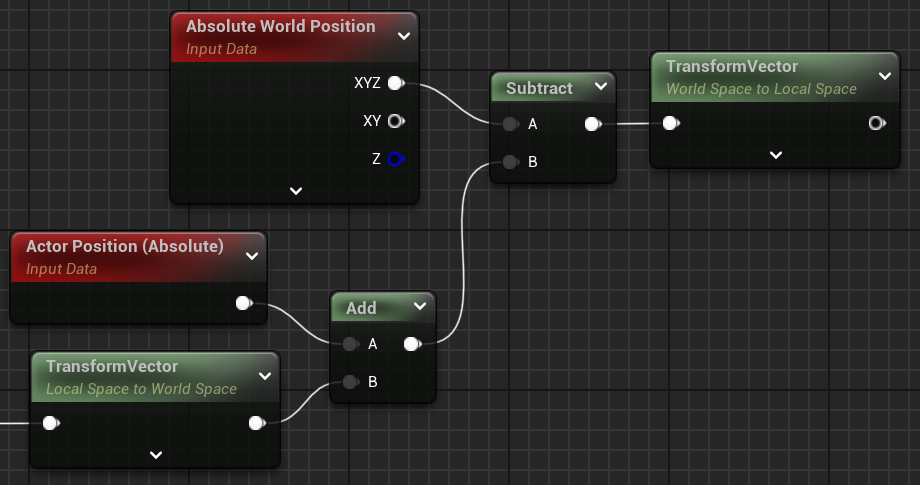 Absolute World Position
Input Data
XYZ
XY
Z
Subtract
A
B
TransformVector
World Space to Local Space
Actor Position (Absolute)
Input Data
Add
A
B
TransformVector
Local Space to World Space